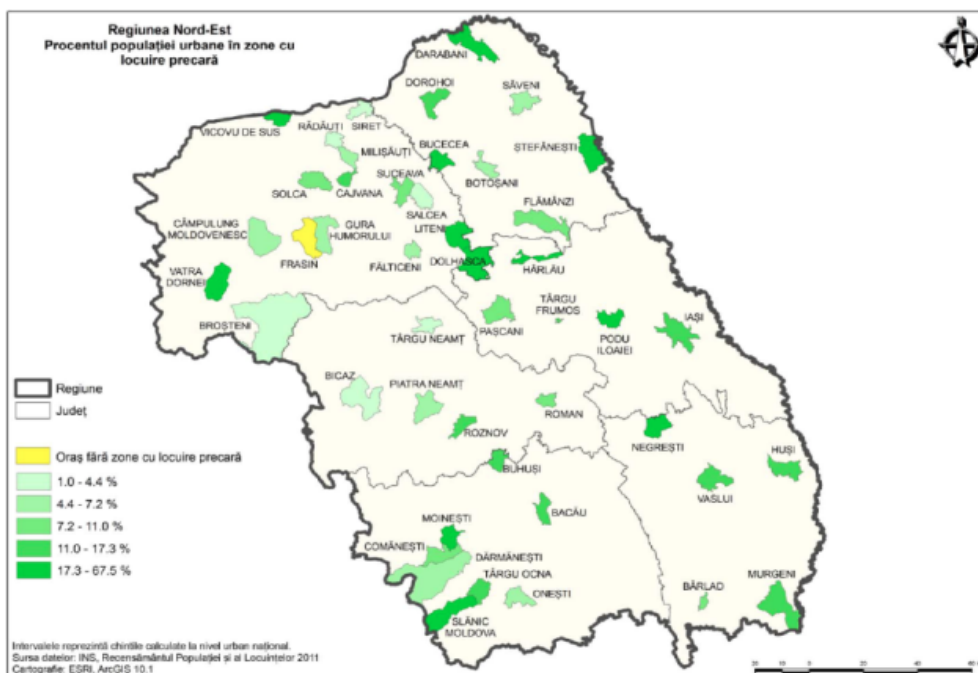 Regiunea Nord-Est
Procentul populației urbane în zone cu
locuire precară
DARABANI
DOROHOI
SĂVENI
SIRET
VICOVU DE SUS
RĂDĂUȚI
MILIȘĂUȚI
BUCECEA
ȘTEFĂNEȘTI
SUCEAVA
BOTOȘANI
SOLCA
CAJVANA
FLĂMÂNZI
SALCEA
CÂMPULUNG
MOLDOVENESC
GURA
HUMORULUI
LITENI
FRASIN
FĂLTICENI
DOLHASCA
HÂRLĂU
VATRA
DORNEI
TÂRGU
FRUMOS
IAȘI
BROȘTENI
TÂRGU NEAMȚ
PAȘCANI
PODU
ILOAIEI
BICAZ
PIATRA NEAMȚ
ROMAN
ROZNOV
NEGREȘTI
HUȘI
BUHUȘI
VASLUI
BACĂU
MOINEȘTI
COMĂNEȘTI
DĂRMĂNEȘTI
TÂRGU OCNA
ONEȘTI
BÂRLAD
MURGENI
SLĂNIC
MOLDOVA
Regiune
Județ
Oraș fără zone cu locuire precară
1.0 - 4.4 %
4.4 - 7.2 %
7.2 - 11.0 %
11.0 - 17.3 %
17.3 - 67.5 %
Intervalele reprezintă chintile calculate la nivel urban național.
Sursa datelor: INS, Recensământul Populației și al Locuințelor 2011
Cartografie: ESRI, ArcGIS 10.1